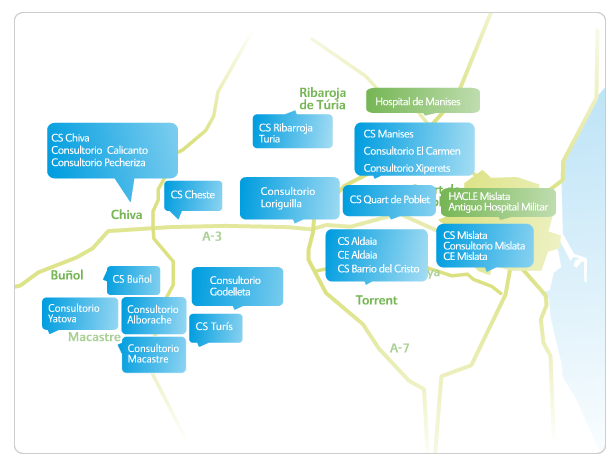 Ribaroja
de Túria
Hospital de Manises
CS Chiva
Consultorio Calicanto
Consultorio Pecheriza
CS Ribarroja
Turia
CS Manises
Consultorio El Carmen
Consultorio Xiperets
CS Cheste
Consultorio
Loriguilla
CS Quart de Poblet
HACLE Mislata
Antiguo Hospital Militar
Chiva
A-3
CS Aldaia
CE Aldaia
CS Barrio del Cristo
CS Mislata
Consultorio Mislata
CE Mislata
Buñol
CS Buñol
Consultorio
Godelleta
Torrent
Consultorio
Yatova
Consultorio
Alborache
CS Turís
Macastre
Consultorio
Macastre
A-7